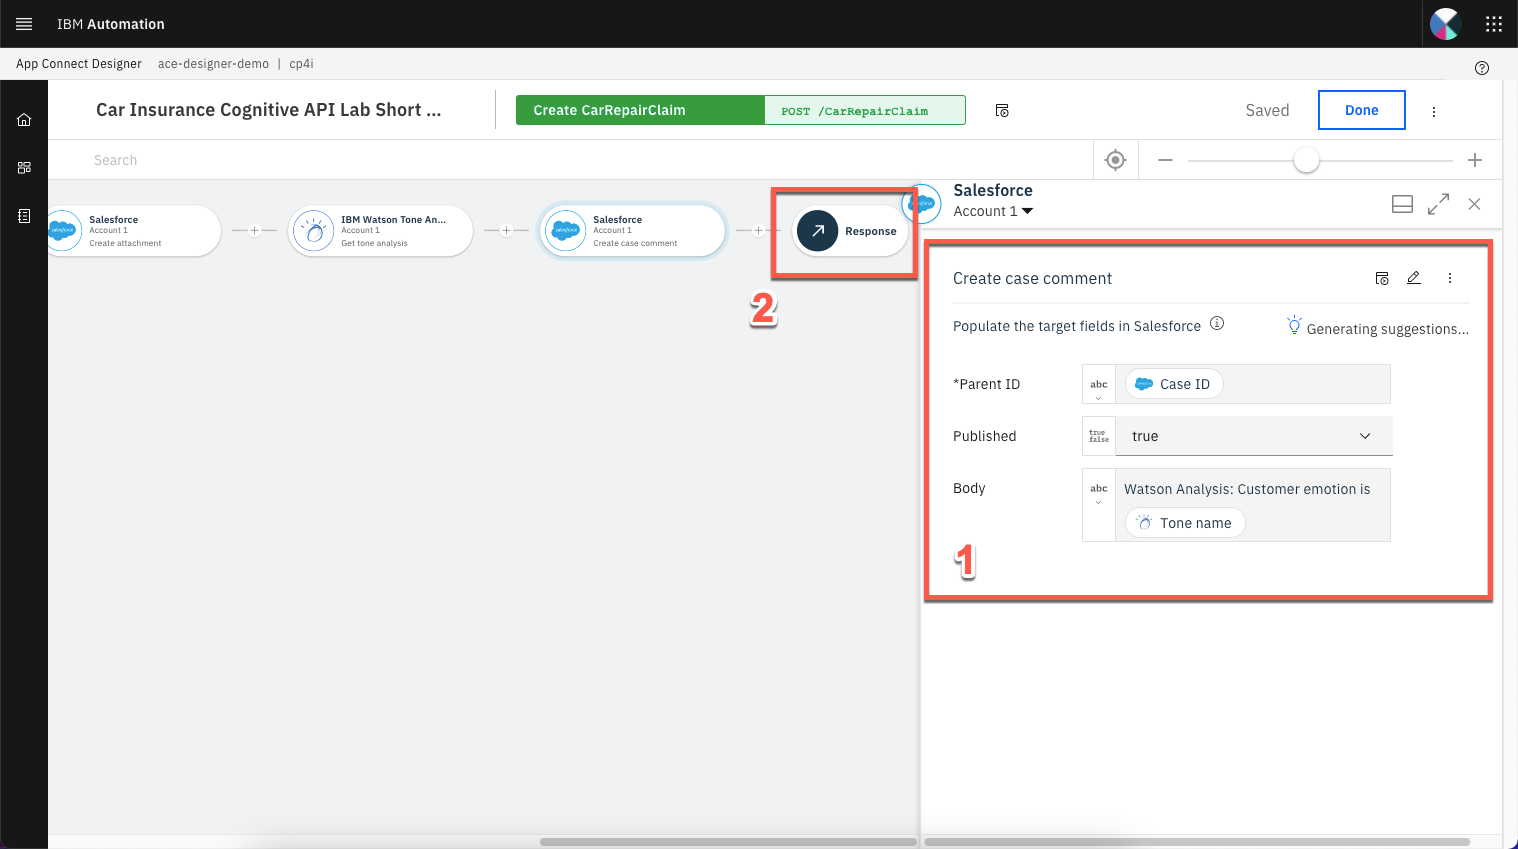 IBM Automation
App Connect Designer ace-designer-demo | cp4i
Car Insurance Cognitive API Lab Short ...
Create CarRepairClaim
POST /CarRepairClaim
Saved
Done
Search
Salesforce
Account 1
Create attachment
IBM Watson Tone An...
Account 1
Get tone analysis
Salesforce
Account 1
Create case comment
Response
2
Salesforce
Account 1
Create case comment
Populate the target fields in Salesforce
Generating suggestions...
*Parent ID
abc
Case ID
Published
true
false
true
Body
abc
Watson Analysis: Customer emotion is
Tone name
1